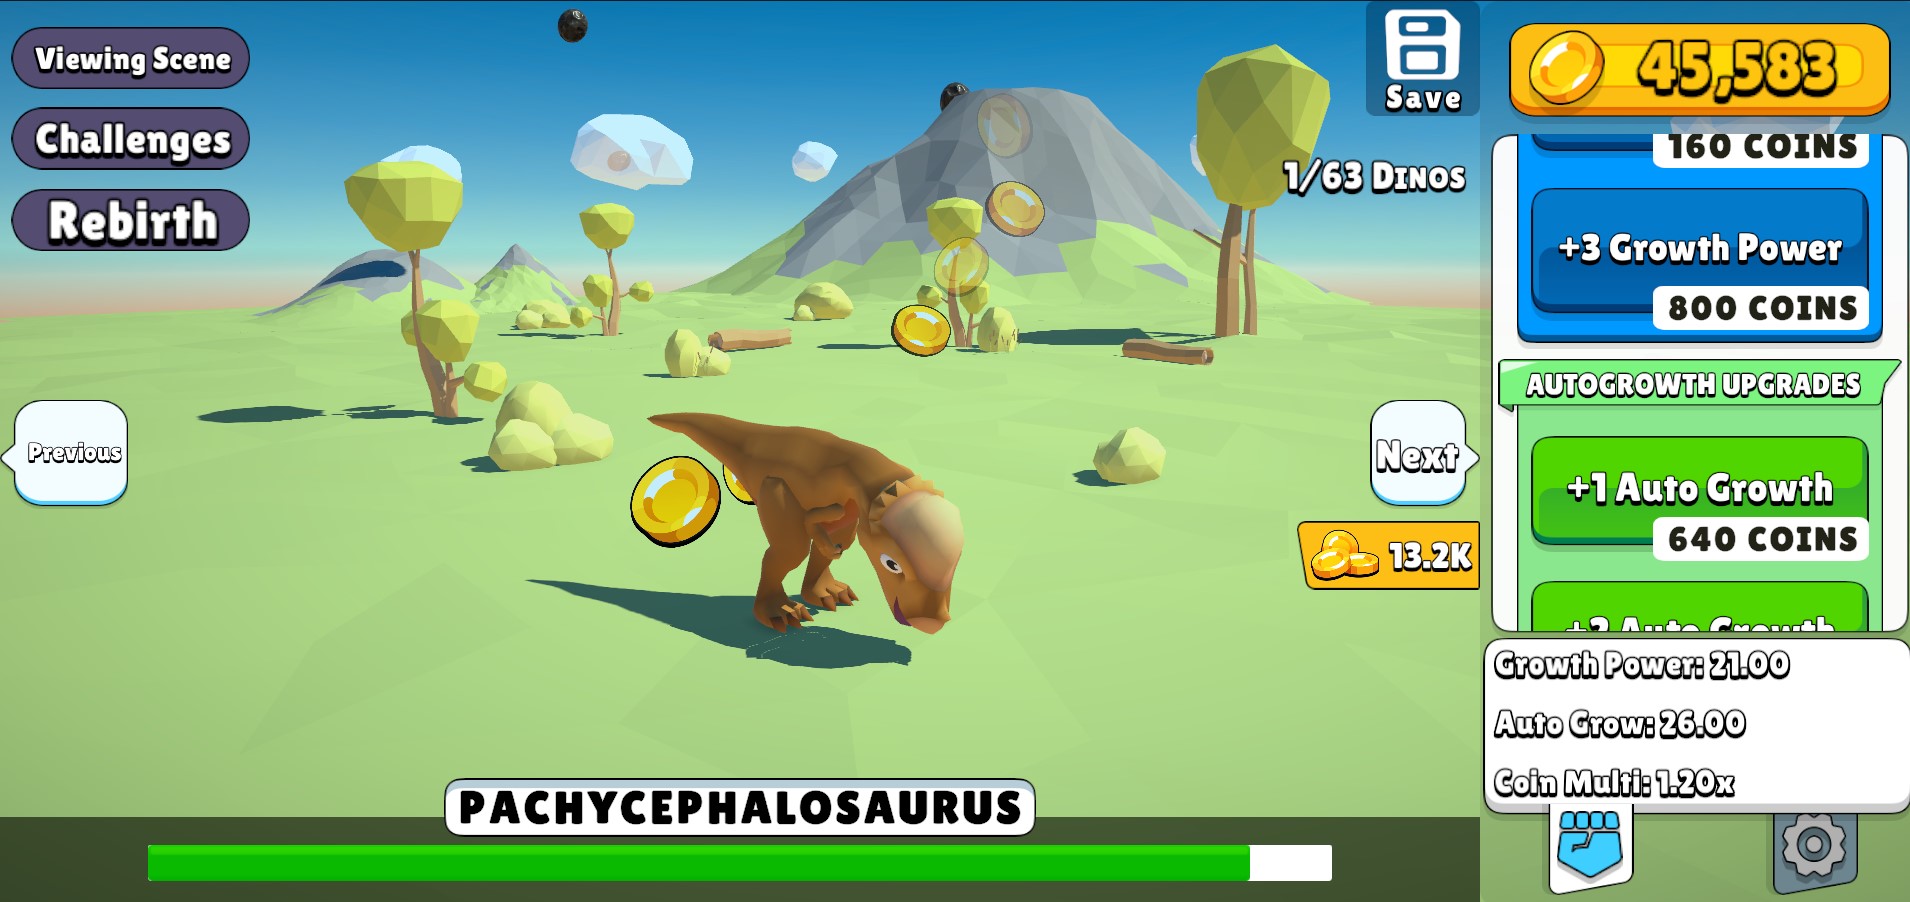 Viewing Scene
Challenges
Rebirth
Save
1/63 Dinos
45,583
160 COINS
+3 Growth Power
800 COINS
AUTOGROWTH UPGRADES
+1 Auto Growth
640 COINS
Auto Growth
Previous
Next
13.2K
Growth Power: 21.00
Auto Grow: 26.00
Coin Multi: 1.20x
PACHYCEPHALOSAURUS